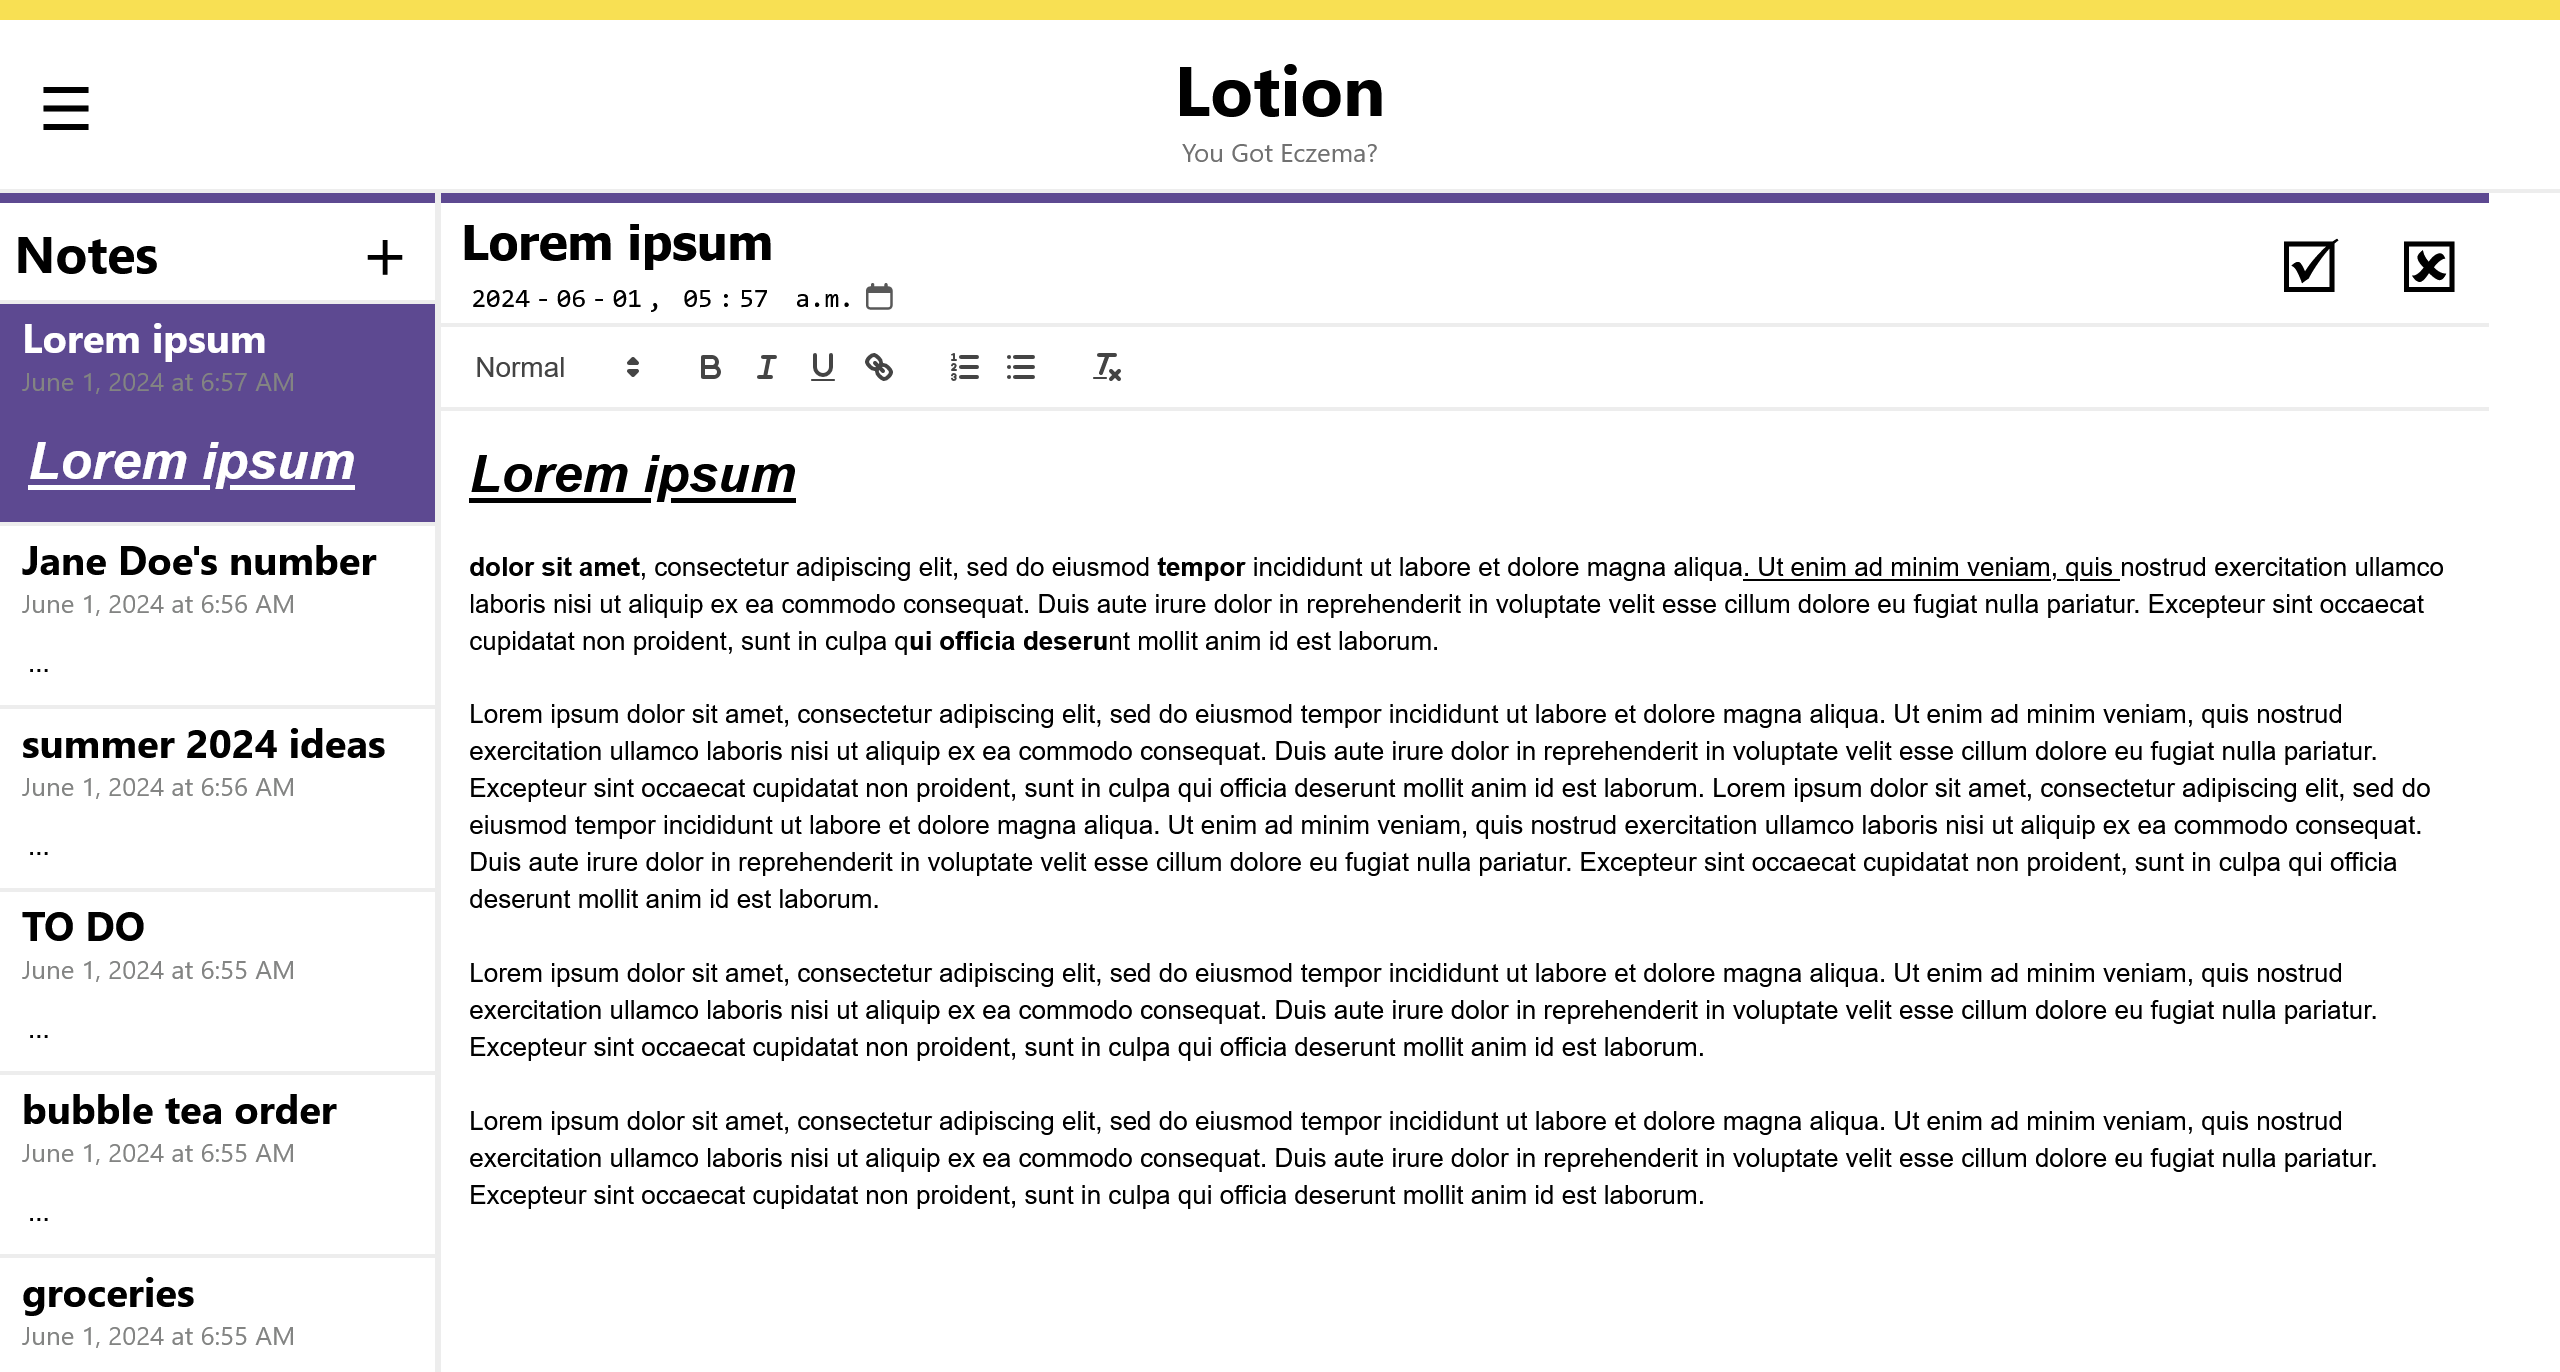 Lotion
You Got Eczema?
Notes
Lorem ipsum
June 1, 2024 at 6:57 AM
Lorem ipsum
Jane Doe's number
June 1, 2024 at 6:56 AM
...
summer 2024 ideas
June 1, 2024 at 6:56 AM
...
TO DO
June 1, 2024 at 6:55 AM
...
bubble tea order
June 1, 2024 at 6:55 AM
...
groceries
June 1, 2024 at 6:55 AM
Lorem ipsum
2024-06-01, 05:57 a.m.
Normal
Lorem ipsum
dolor sit amet, consectetur adipiscing elit, sed do eiusmod tempor incididunt ut labore et dolore magna aliqua. Ut enim ad minim veniam, quis nostrud exercitation ullamco
laboris nisi ut aliquip ex ea commodo consequat. Duis aute irure dolor in reprehenderit in voluptate velit esse cillum dolore eu fugiat nulla pariatur. Excepteur sint occaecat
cupidatat non proident, sunt in culpa qui officia deserunt mollit anim id est laborum.
Lorem ipsum dolor sit amet, consectetur adipiscing elit, sed do eiusmod tempor incididunt ut labore et dolore magna aliqua. Ut enim ad minim veniam, quis nostrud
exercitation ullamco laboris nisi ut aliquip ex ea commodo consequat. Duis aute irure dolor in reprehenderit in voluptate velit esse cillum dolore eu fugiat nulla pariatur.
Excepteur sint occaecat cupidatat non proident, sunt in culpa qui officia deserunt mollit anim id est laborum. Lorem ipsum dolor sit amet, consectetur adipiscing elit, sed do
eiusmod tempor incididunt ut labore et dolore magna aliqua. Ut enim ad minim veniam, quis nostrud exercitation ullamco laboris nisi ut aliquip ex ea commodo consequat.
Duis aute irure dolor in reprehenderit in voluptate velit esse cillum dolore eu fugiat nulla pariatur. Excepteur sint occaecat cupidatat non proident, sunt in culpa qui officia
deserunt mollit anim id est laborum.
Lorem ipsum dolor sit amet, consectetur adipiscing elit, sed do eiusmod tempor incididunt ut labore et dolore magna aliqua. Ut enim ad minim veniam, quis nostrud
exercitation ullamco laboris nisi ut aliquip ex ea commodo consequat. Duis aute irure dolor in reprehenderit in voluptate velit esse cillum dolore eu fugiat nulla pariatur.
Excepteur sint occaecat cupidatat non proident, sunt in culpa qui officia deserunt mollit anim id est laborum.
Lorem ipsum dolor sit amet, consectetur adipiscing elit, sed do eiusmod tempor incididunt ut labore et dolore magna aliqua. Ut enim ad minim veniam, quis nostrud
exercitation ullamco laboris nisi ut aliquip ex ea commodo consequat. Duis aute irure dolor in reprehenderit in voluptate velit esse cillum dolore eu fugiat nulla pariatur.
Excepteur sint occaecat cupidatat non proident, sunt in culpa qui officia deserunt mollit anim id est laborum.